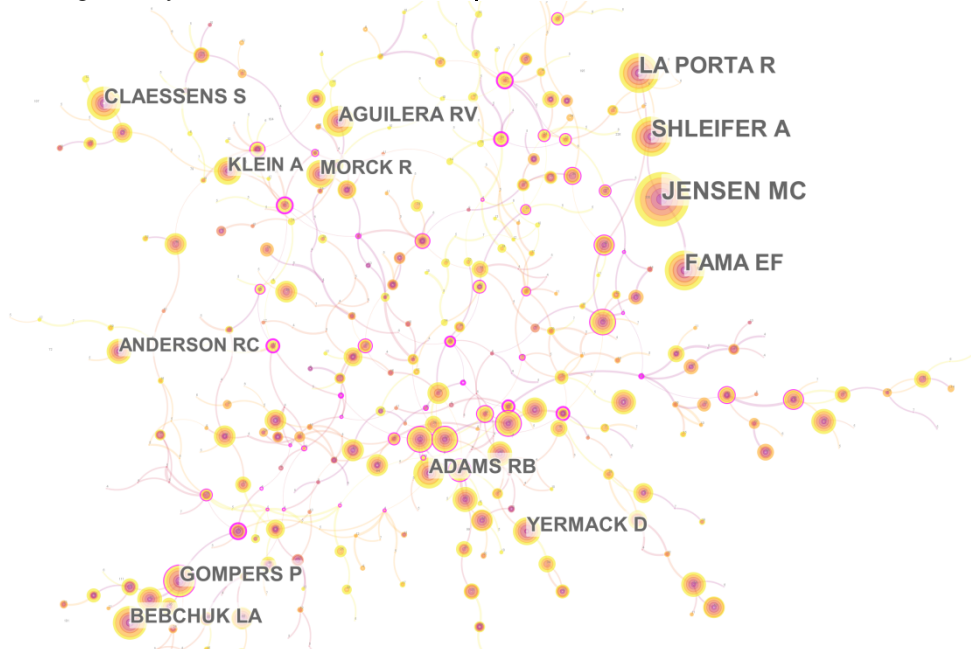 LA PORTA R
CLAESSENS S
AGUILERA RV
SHLEIFER A
KLEIN A
MORCK R
JENSEN MC
FAMA EF
ANDERSON RC
ADAMS RB
YERMACK D
GOMPERS P
BEBCHUK LA